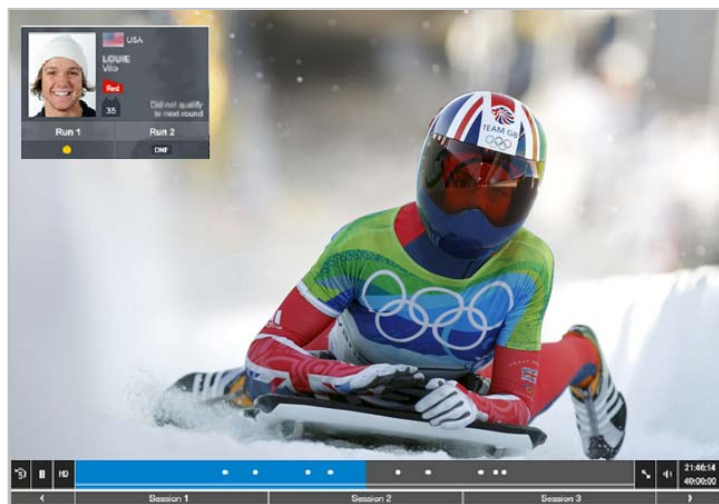 USA
LOUIE
Vito
Red
35
Did not qualify
to next round
Run 1 Run 2
DNF
TEAM GB
5 HD 21:46:14
40:00:00
Session 1 Session 2 Session 3